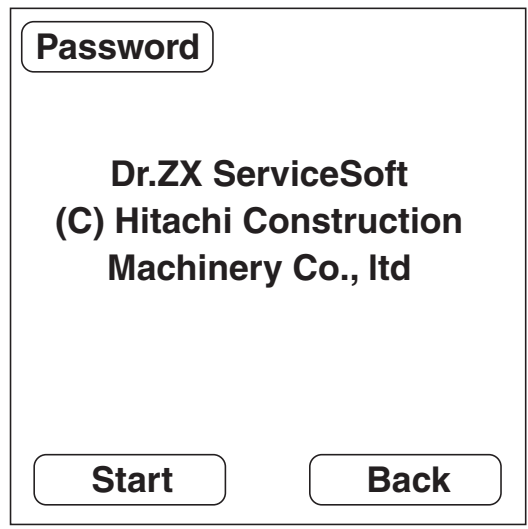 Password
Dr.ZX ServiceSoft
(C) Hitachi Construction
Machinery Co., ltd
Start Back